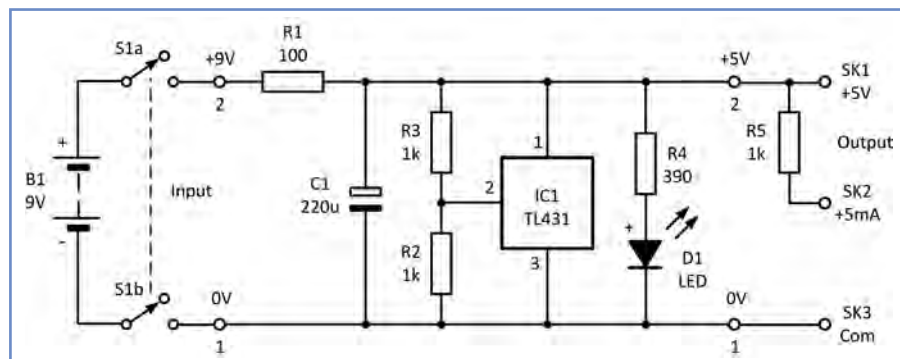 S1a
+9V
2
R1
100
+5V
2
SK1
+5V
B1
9V
+
-
Input
C1
220u
R3
1k
2
R2
1k
1
IC1
TL431
3
R4
390
+
D1
LED
R5
1k
Output
SK2
+5mA
S1b
0V
1
0V
1
SK3
Com